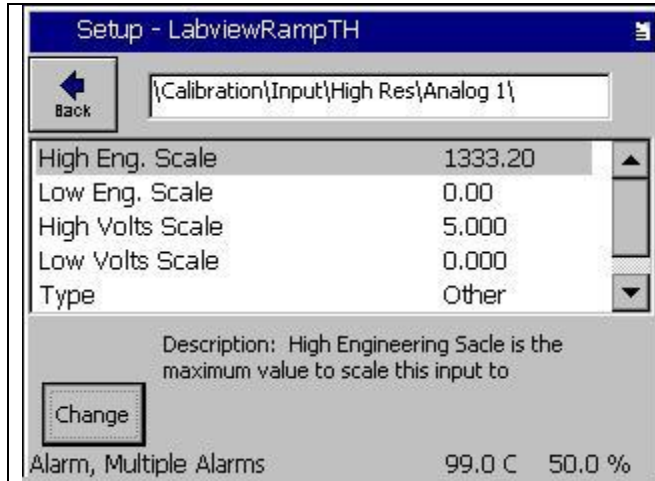 Setup - LabviewRampTH
Back
\Calibration\Input\High Res\Analog 1\
High Eng. Scale 1333.20
Low Eng. Scale 0.00
High Volts Scale 5.000
Low Volts Scale 0.000
Type Other
Description: High Engineering Sacle is the
maximum value to scale this input to
Change
Alarm, Multiple Alarms 99.0 C 50.0 %